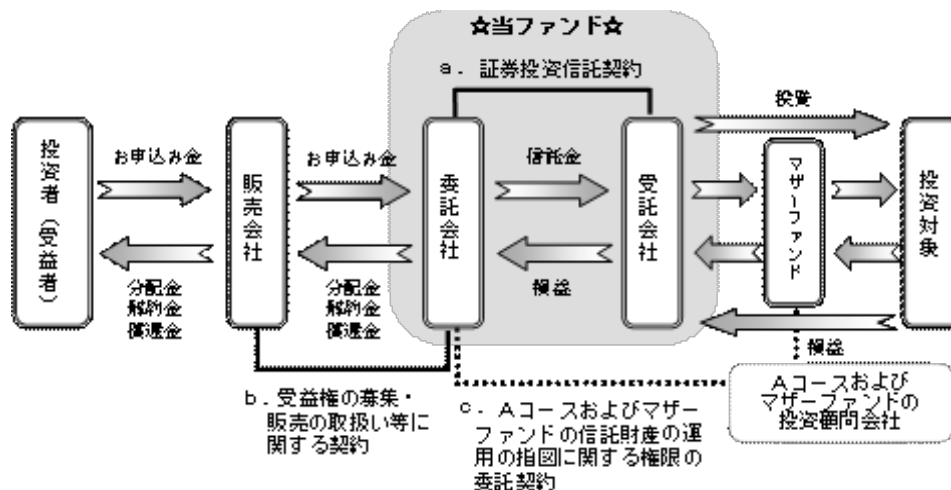 ☆当ファンド☆
a．証券投資信託契約
投資
投資者（受益者）
お申込み金
販売会社
お申込み金
委託会社
信託金
受託会社
マザーファンド
投資対象
分配金
解約金
償還金
分配金
解約金
償還金
損益
損益
b．受益権の募集・
販売の取扱い等に
関する契約
c．Aコースおよびマザー
ファンドの信託財産の運
用の指図に関する権限の
委託契約
Aコースおよび
マザーファンドの
投資顧問会社